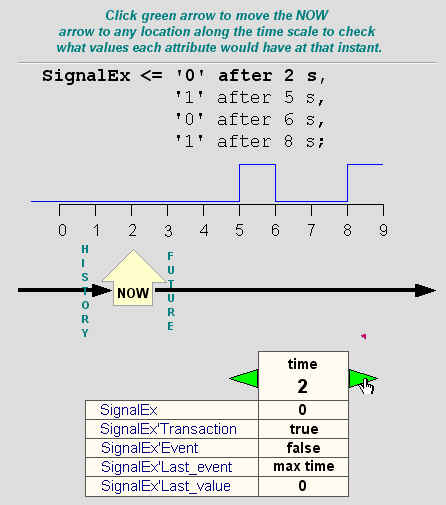 Click green arrow to move the NOW
arrow to any location along the time scale to check
what values each attribute would have at that instant.
SignalEx <= '0' after 2 s,
'1' after 5 s,
'0' after 6 s,
'1' after 8 s;
0 1 2 3 4 5 6 7 8 9
HISTORY
FUTURE
NOW
time
2
SignalEx 0
SignalEx'Transaction true
SignalEx'Event false
SignalEx'Last_event max time
SignalEx'Last_value 0